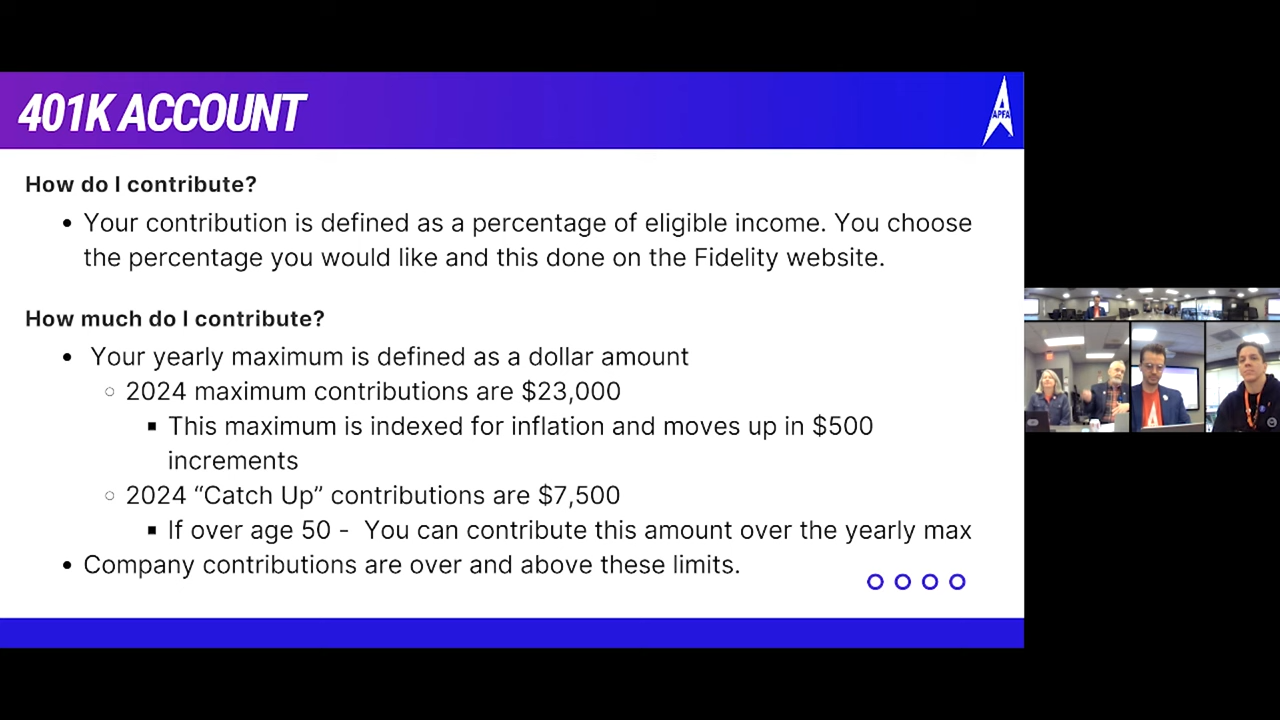 401K ACCOUNT
APFA
How do I contribute?
• Your contribution is defined as a percentage of eligible income. You choose
the percentage you would like and this done on the Fidelity website.
How much do I contribute?
• Your yearly maximum is defined as a dollar amount
○ 2024 maximum contributions are $23,000
▪ This maximum is indexed for inflation and moves up in $500
increments
○ 2024 “Catch Up” contributions are $7,500
▪ If over age 50 - You can contribute this amount over the yearly max
• Company contributions are over and above these limits.